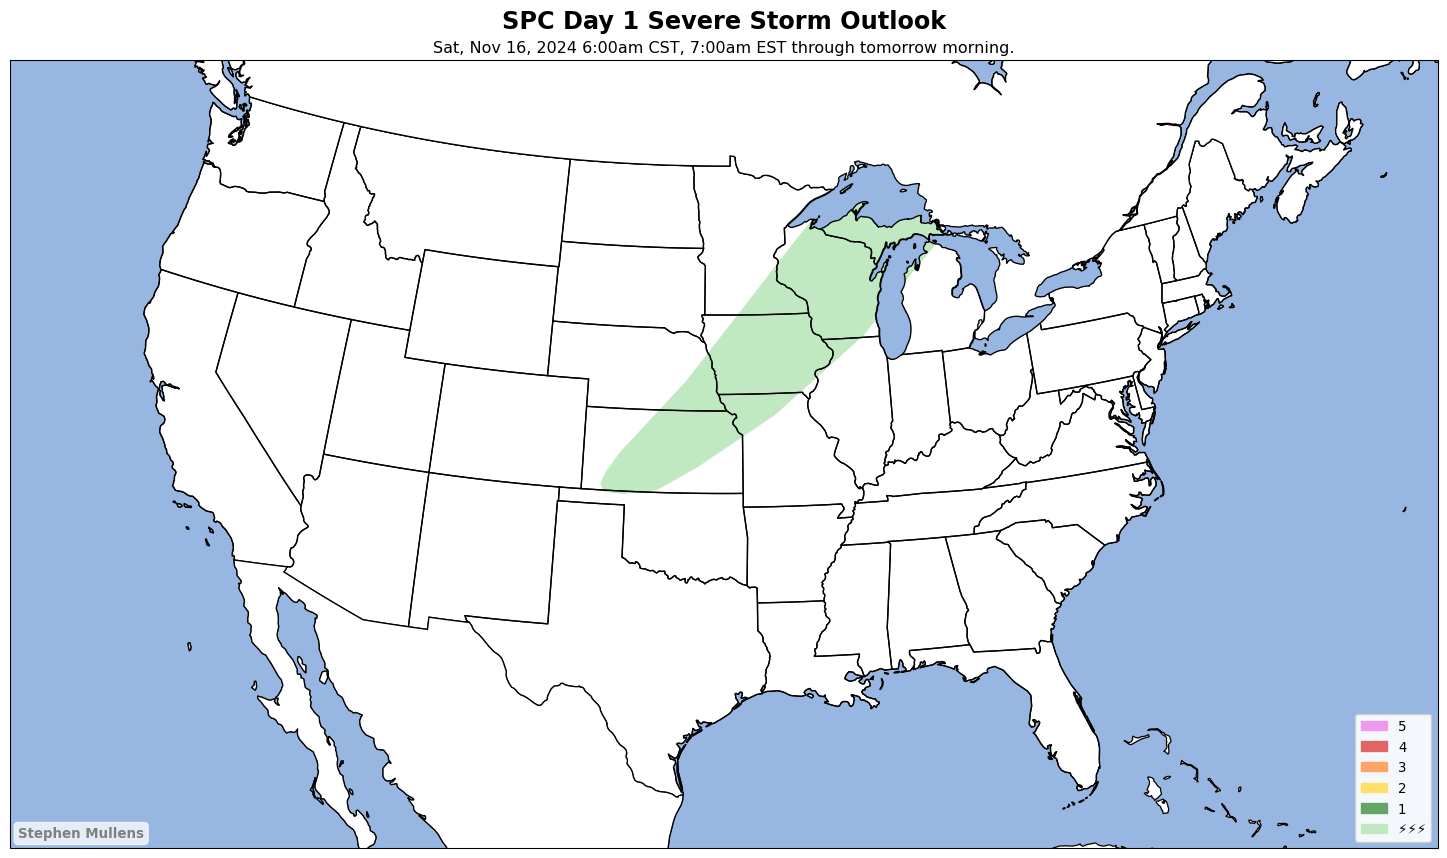 SPC Day 1 Severe Storm Outlook
Sat, Nov 16, 2024 6:00am CST, 7:00am EST through tomorrow morning.
5
4
3
2
1
⚡⚡⚡
Stephen Mullens